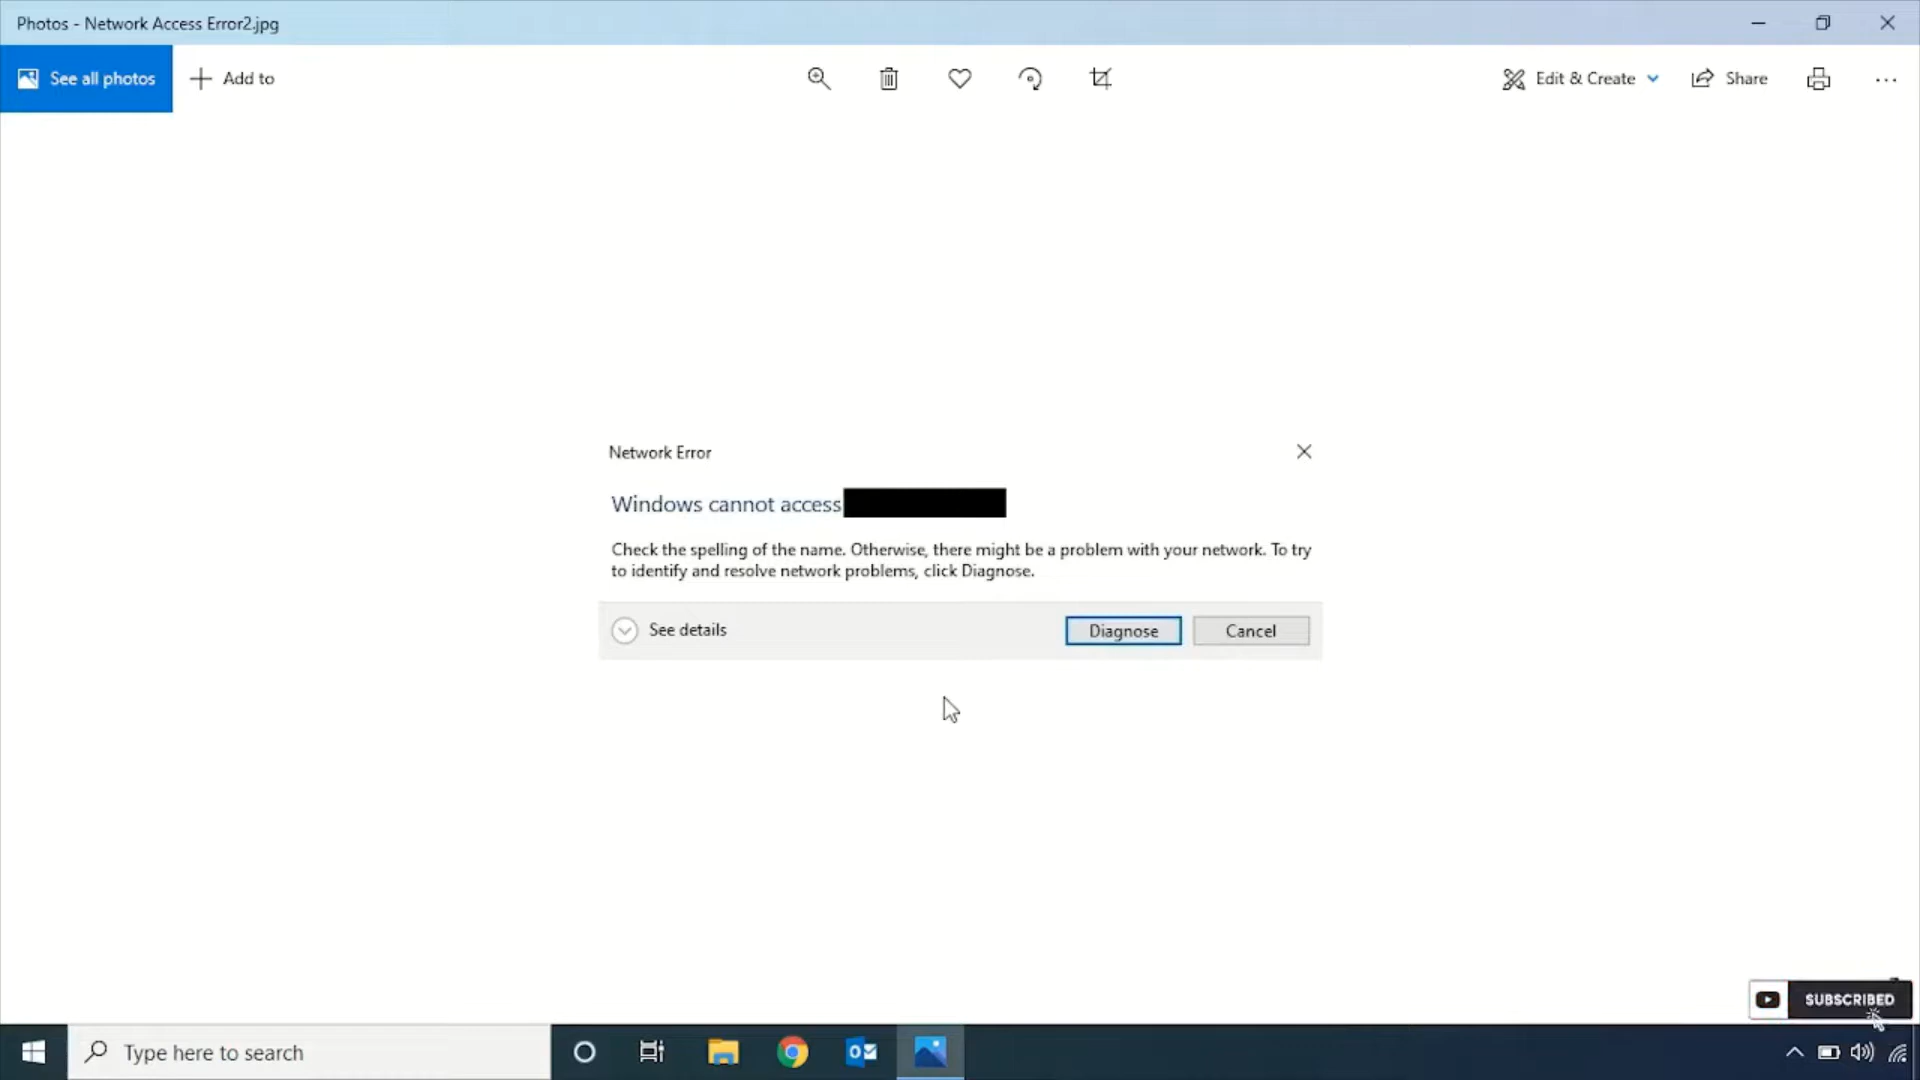 Photos - Network Access Error2.jpg
See all photos
Add to
Edit & Create
Share
Network Error
Windows cannot access
Check the spelling of the name. Otherwise, there might be a problem with your network. To try
to identify and resolve network problems, click Diagnose.
See details
Diagnose
Cancel
SUBSCRIBED
Type here to search